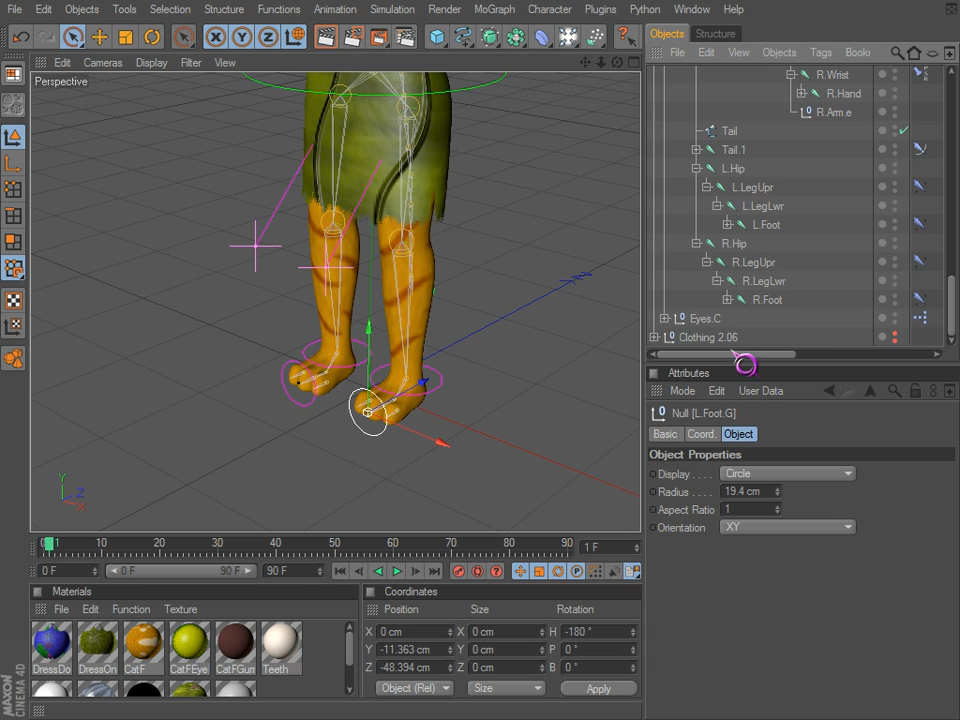 File Edit Objects Tools Selection Structure Functions Animation Simulation Render MoGraph Character Plugins Python Window Help
Objects Structure
File Edit View Objects Tags Book
Edit Cameras Display Filter View
Perspective
R.Wrist
R.Hand
R.Arm.e
Tail
Tail.1
L.Hip
L.LegUpr
L.LegLwr
L.Foot
R.Hip
R.LegUpr
R.LegLwr
R.Foot
Eyes.C
Clothing 2.06
Attributes
Mode Edit User Data
Null [L.Foot.G]
Basic Coord. Object
Object Properties
Display . . . . Circle
Radius . . . . 19.4 cm
Aspect Ratio 1
Orientation XY
Y
Z
X
0 1 10 20 30 40 50 60 70 80 90 1 F
0 F 0 F 90 F 90 F
Materials
File Edit Function Texture
DressDo DressOn CatF CatFEye CatFGum Teeth
Coordinates
Position Size Rotation
X 0 cm X 0 cm H -180 °
Y -11.363 cm Y 0 cm P 0 °
Z -48.394 cm Z 0 cm B 0 °
Object (Rel) Size Apply
MAXON
CINEMA 4D